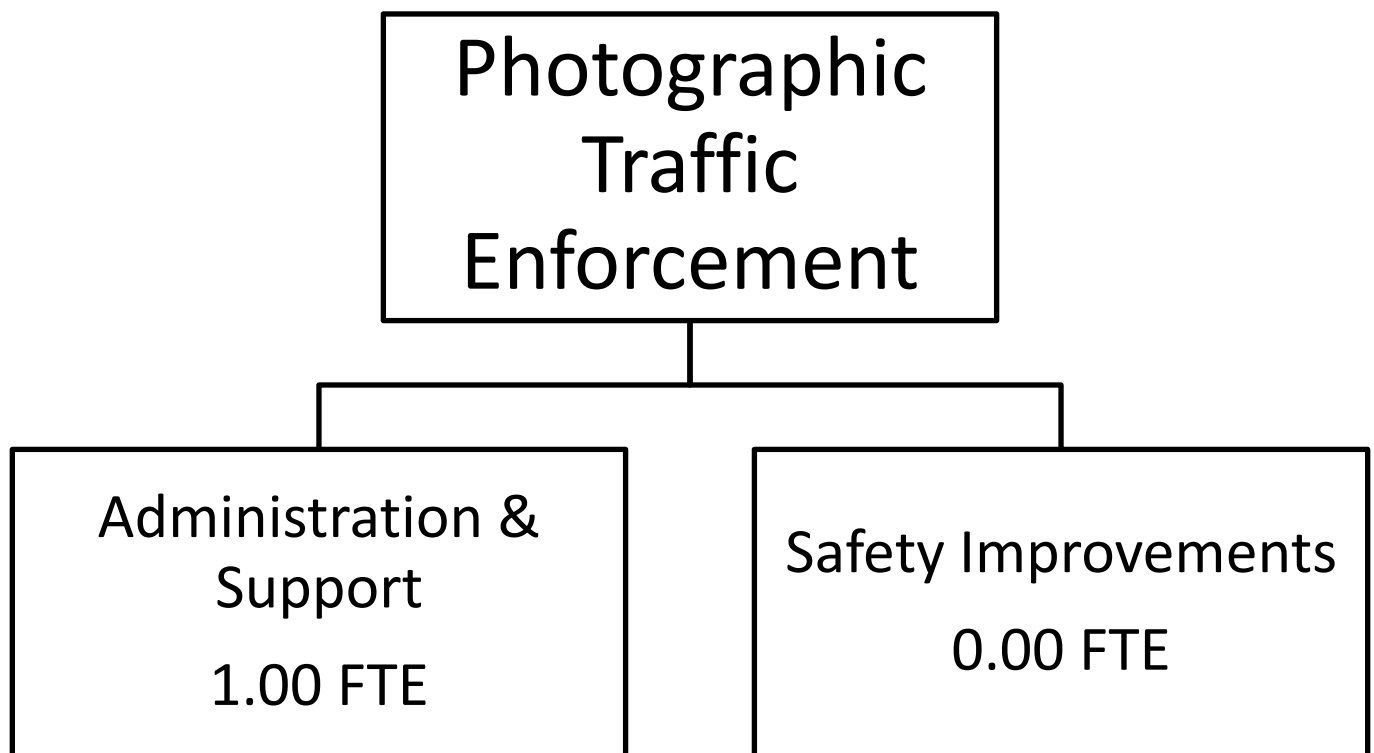 Photographic
Traffic
Enforcement
Administration &
Support
1.00 FTE
Safety Improvements
0.00 FTE